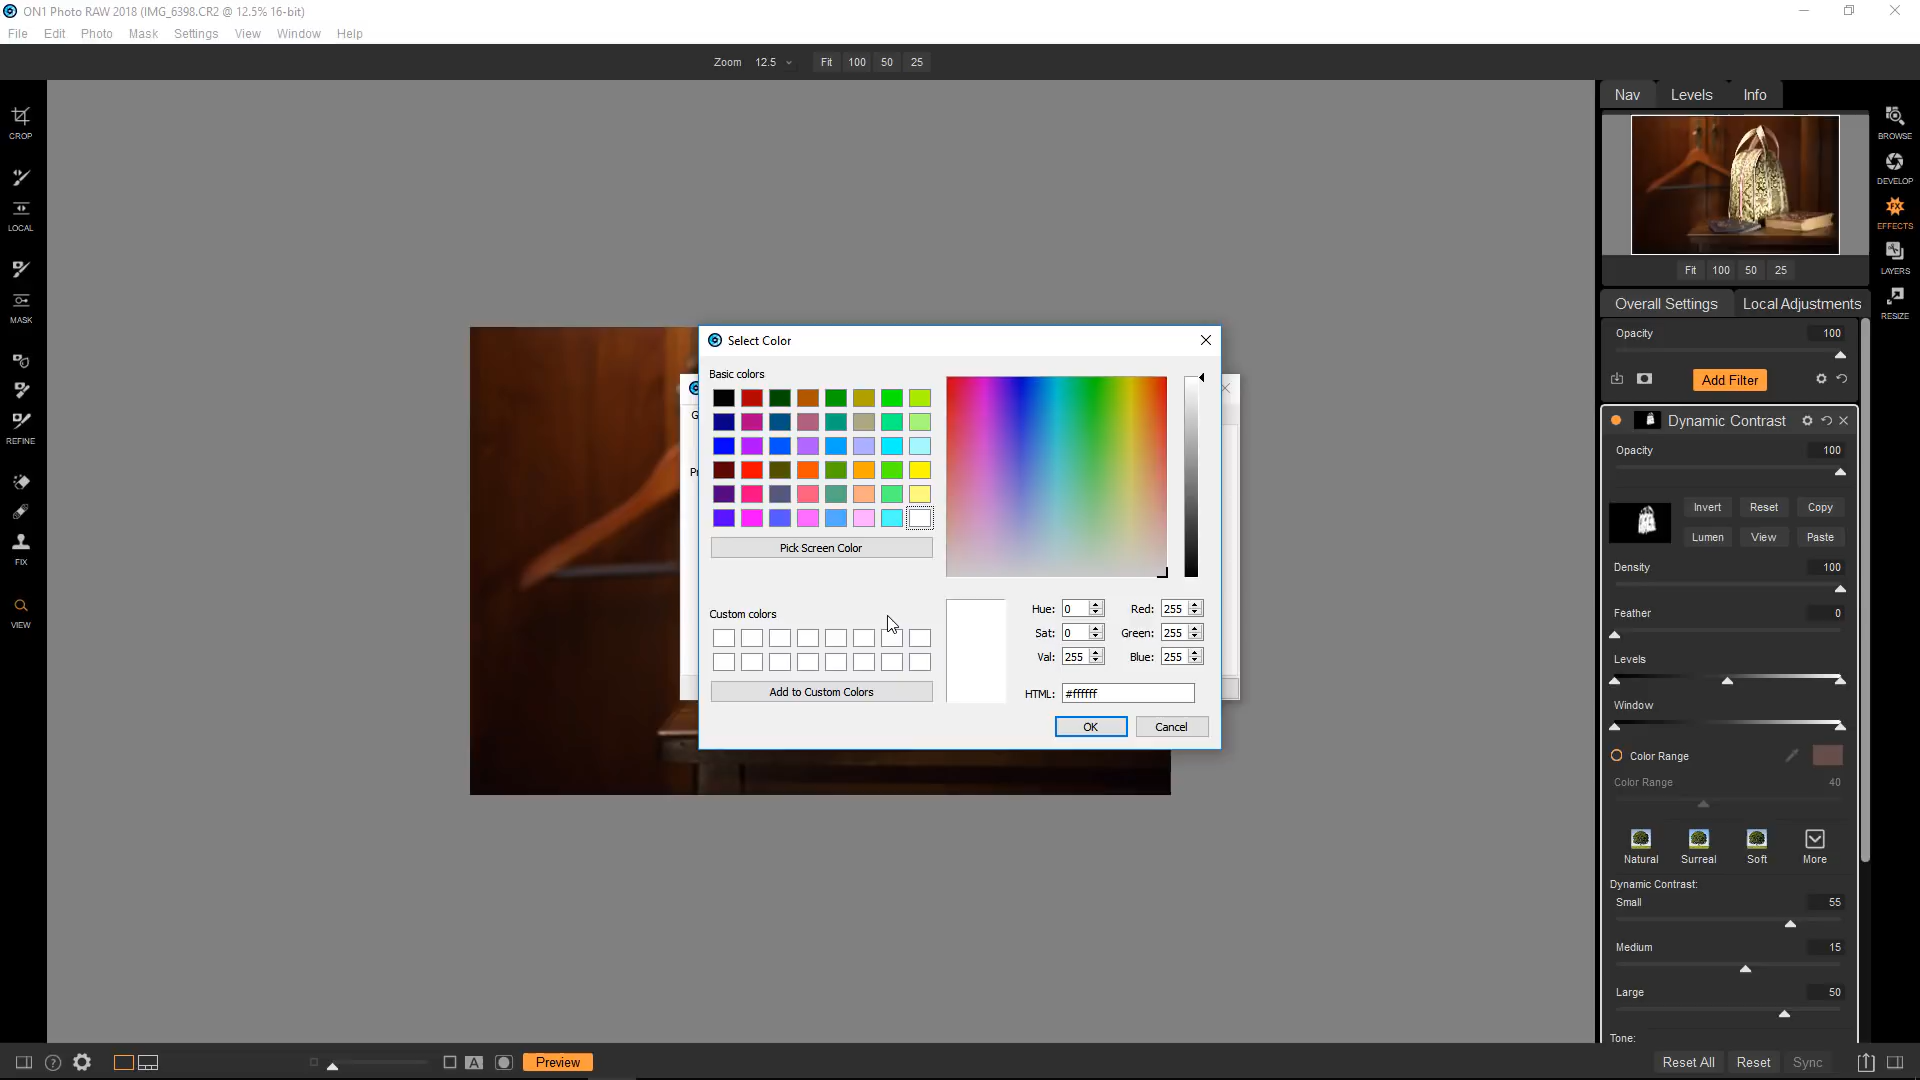 ON1 Photo RAW 2018 (IMG_6398.CR2 @ 12.5% 16-bit)
File Edit Photo Mask Settings View Window Help
Zoom 12.5 Fit 100 50 25
CROP
LOCAL
MASK
REFINE
FIX
VIEW
Select Color
Basic colors
Pick Screen Color
Custom colors
Add to Custom Colors
Hue: 0 Red: 255
Sat: 0 Green: 255
Val: 255 Blue: 255
HTML: #ffffff
OK Cancel
Nav Levels Info
Fit 100 50 25
BROWSE
DEVELOP
FX
EFFECTS
LAYERS
RESIZE
Overall Settings Local Adjustments
Opacity 100
Add Filter
Dynamic Contrast
Opacity 100
Invert Reset Copy
Lumen View Paste
Density 100
Feather 0
Levels
Window
Color Range
Color Range 40
Natural Surreal Soft More
Dynamic Contrast:
Small 55
Medium 15
Large 50
Tone:
? A Preview
Reset All Reset Sync